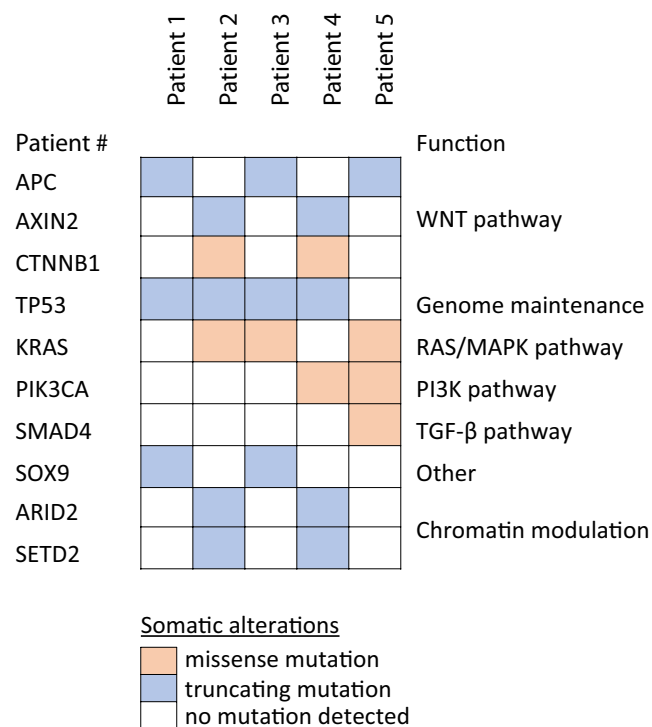 Patient 1
Patient 2
Patient 3
Patient 4
Patient 5
Patient # Function
APC
AXIN2 WNT pathway
CTNNB1
TP53 Genome maintenance
KRAS RAS/MAPK pathway
PIK3CA PI3K pathway
SMAD4 TGF-β pathway
SOX9 Other
ARID2
Chromatin modulation
SETD2
Somatic alterations
missense mutation
truncating mutation
no mutation detected